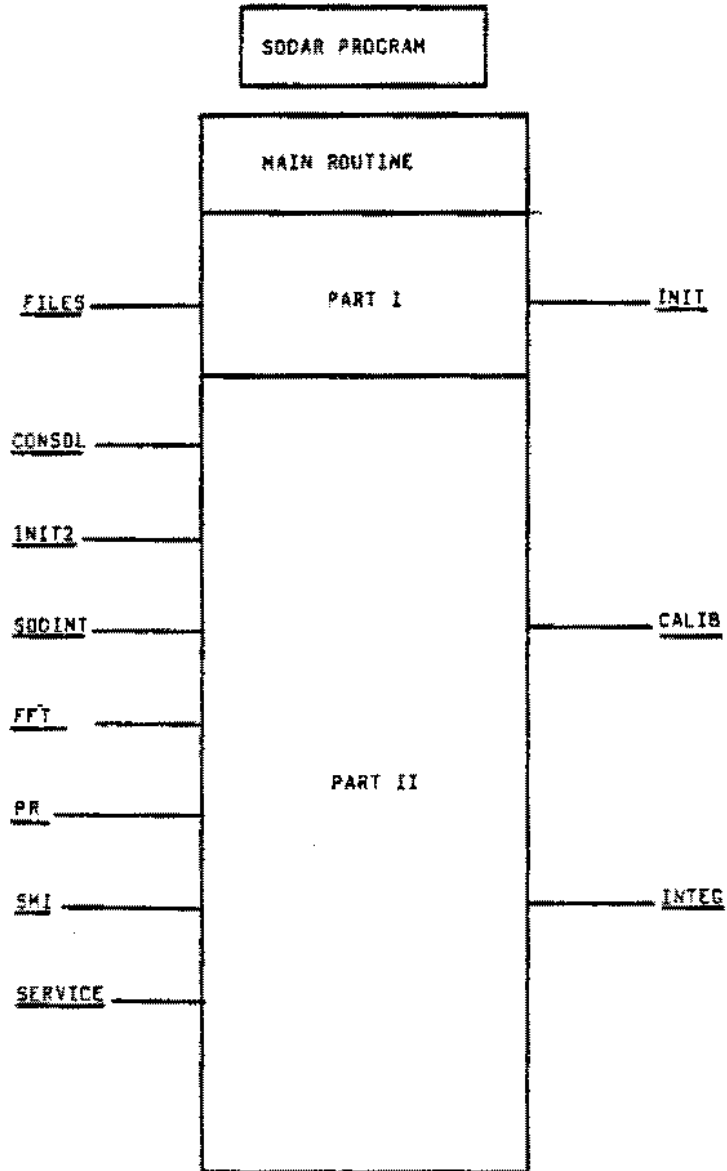 SODAR PROGRAM
MAIN ROUTINE
FILES
PART I
INIT
CONSOL
INIT2
SODINT
CALIB
FFT
PART II
PR
SMI
INTEG
SERVICE